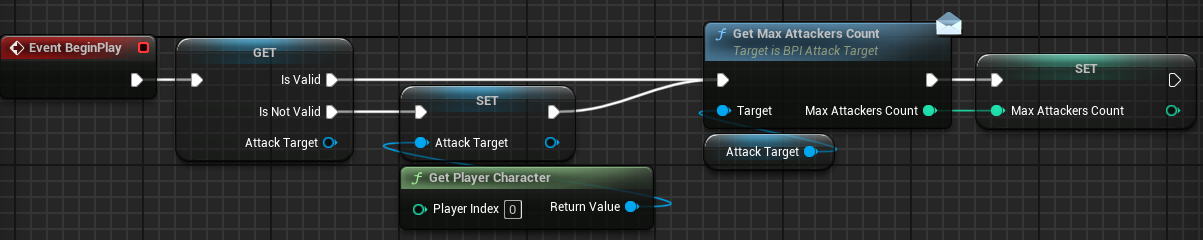 Event BeginPlay
GET
Is Valid
Is Not Valid
Attack Target
SET
Attack Target
f Get Player Character
Player Index 0
Return Value
f Get Max Attackers Count
Target is BPI Attack Target
Target
Max Attackers Count
Attack Target
SET
Max Attackers Count